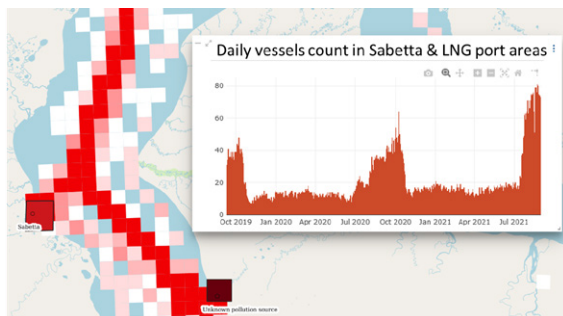 Daily vessels count in Sabetta & LNG port areas
80
60
40
20
0
Oct 2019 Jan 2020 Apr 2020 Jul 2020 Oct 2020 Jan 2021 Apr 2021 Jul 2021
Sabetta
Unknown pollution source